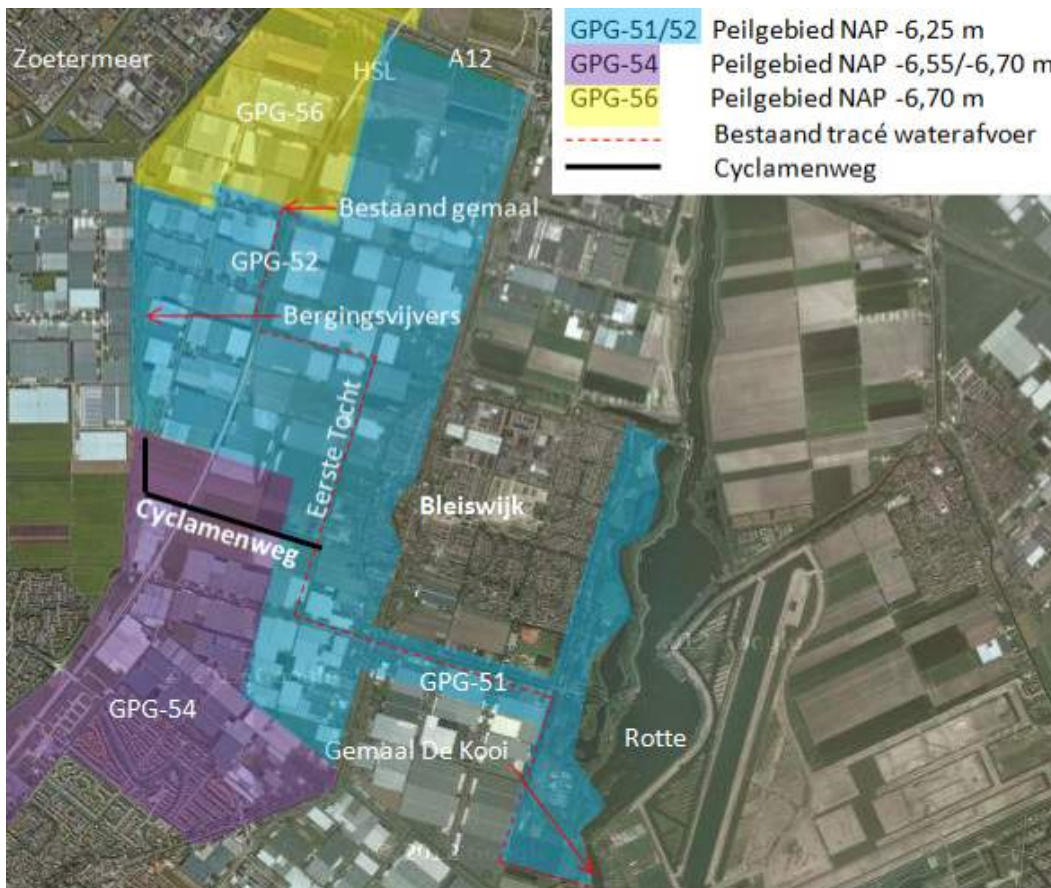 GPG-51/52 Peilgebied NAP -6,25 m
GPG-54 Peilgebied NAP -6,55/-6,70 m
GPG-56 Peilgebied NAP -6,70 m
Bestaand tracé waterafvoer
Cyclamenweg
Zoetermeer
HSL
A12
GPG-56
Bestaand gemaal
GPG-52
Bergingsvijvers
Eerste Tocht
Bleiswijk
Cyclamenweg
GPG-51
GPG-54
Gemaal De Kooi
Rotte